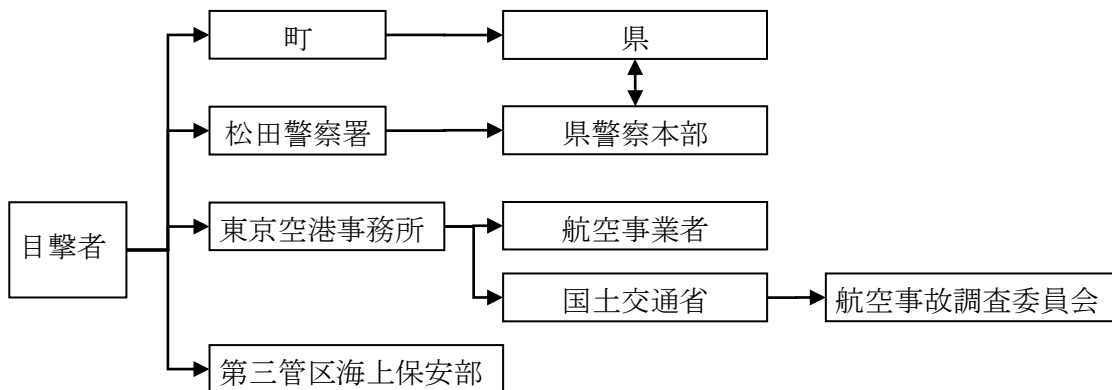 町
県
松田警察署
県警察本部
目撃者
東京空港事務所
航空事業者
国土交通省
航空事故調査委員会
第三管区海上保安部